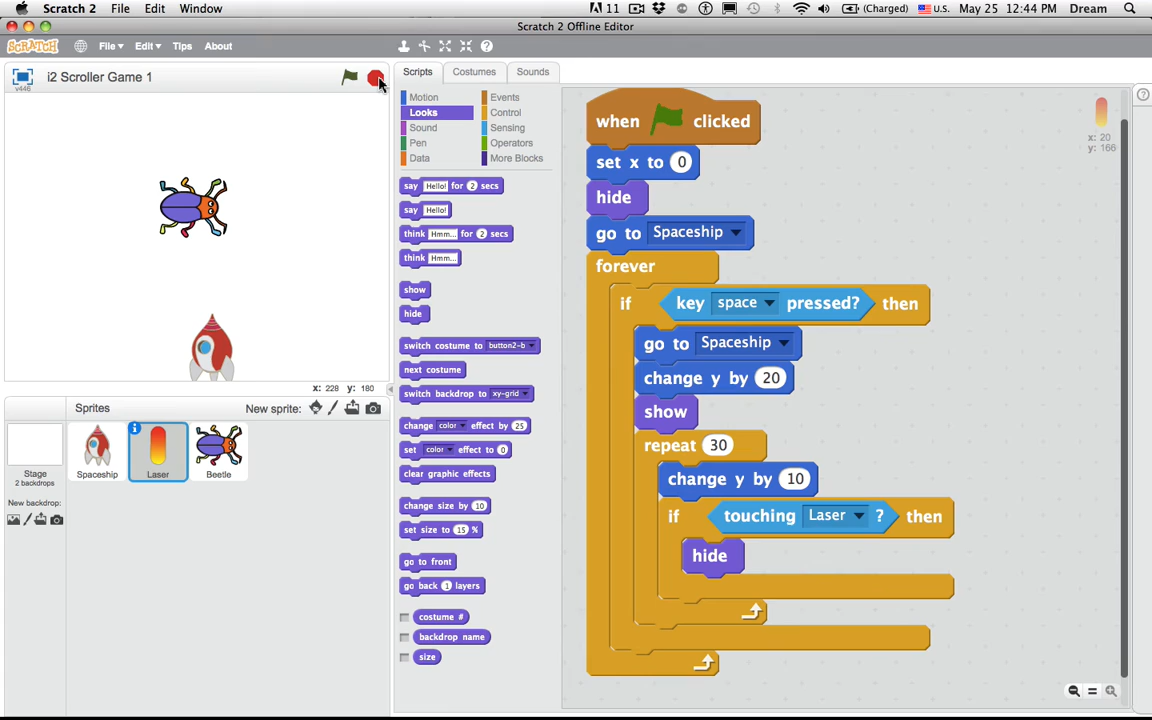 Scratch 2 File Edit Window 11 (Charged) U.S. May 25 12:44 PM Dream
Scratch 2 Offline Editor
SCRATCH File Edit Tips About
v446 i2 Scroller Game 1
Scripts Costumes Sounds
Motion Events
Looks Control
Sound Sensing
Pen Operators
Data More Blocks
say Hello! for 2 secs
say Hello!
think Hmm... for 2 secs
think Hmm...
show
hide
switch costume to button2-b
next costume
switch backdrop to xy-grid
change color effect by 25
set color effect to 0
clear graphic effects
change size by 10
set size to 15 %
go to front
go back 1 layers
costume #
backdrop name
size
x: 228 y: 180
Sprites New sprite:
Stage
2 backdrops
New backdrop:
Spaceship
Laser
Beetle
when clicked
set x to 0
hide
go to Spaceship
forever
if key space pressed? then
go to Spaceship
change y by 20
show
repeat 30
change y by 10
if touching Laser ? then
hide
x: 20
y: 166